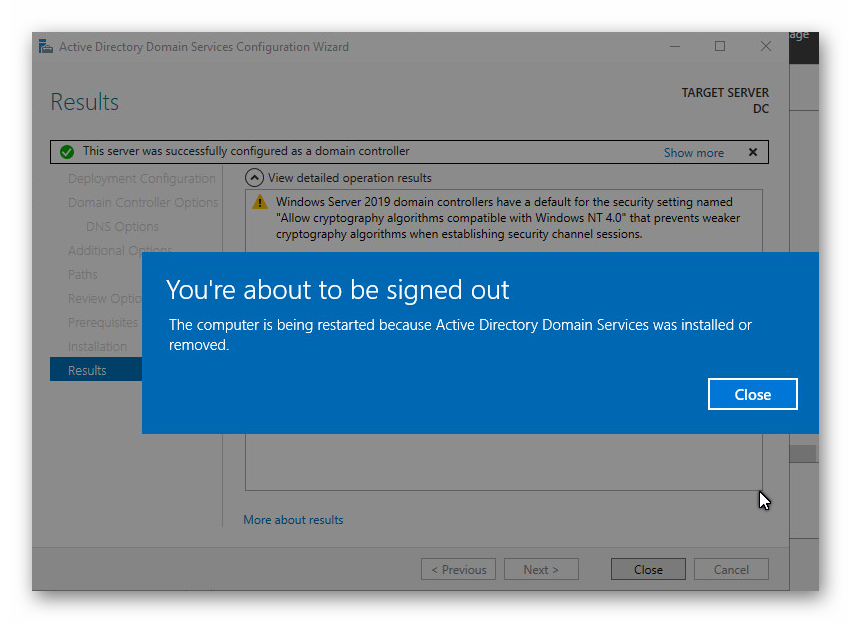 Active Directory Domain Services Configuration Wizard
age
Results
TARGET SERVER
DC
This server was successfully configured as a domain controller
Show more
Deployment Configuration
Domain Controller Options
DNS Options
Additional Options
Paths
Review Optio
Prerequisites
Installation
Results
View detailed operation results
Windows Server 2019 domain controllers have a default for the security setting named
"Allow cryptography algorithms compatible with Windows NT 4.0" that prevents weaker
cryptography algorithms when establishing security channel sessions.
You're about to be signed out
The computer is being restarted because Active Directory Domain Services was installed or
removed.
Close
More about results
< Previous
Next >
Close
Cancel